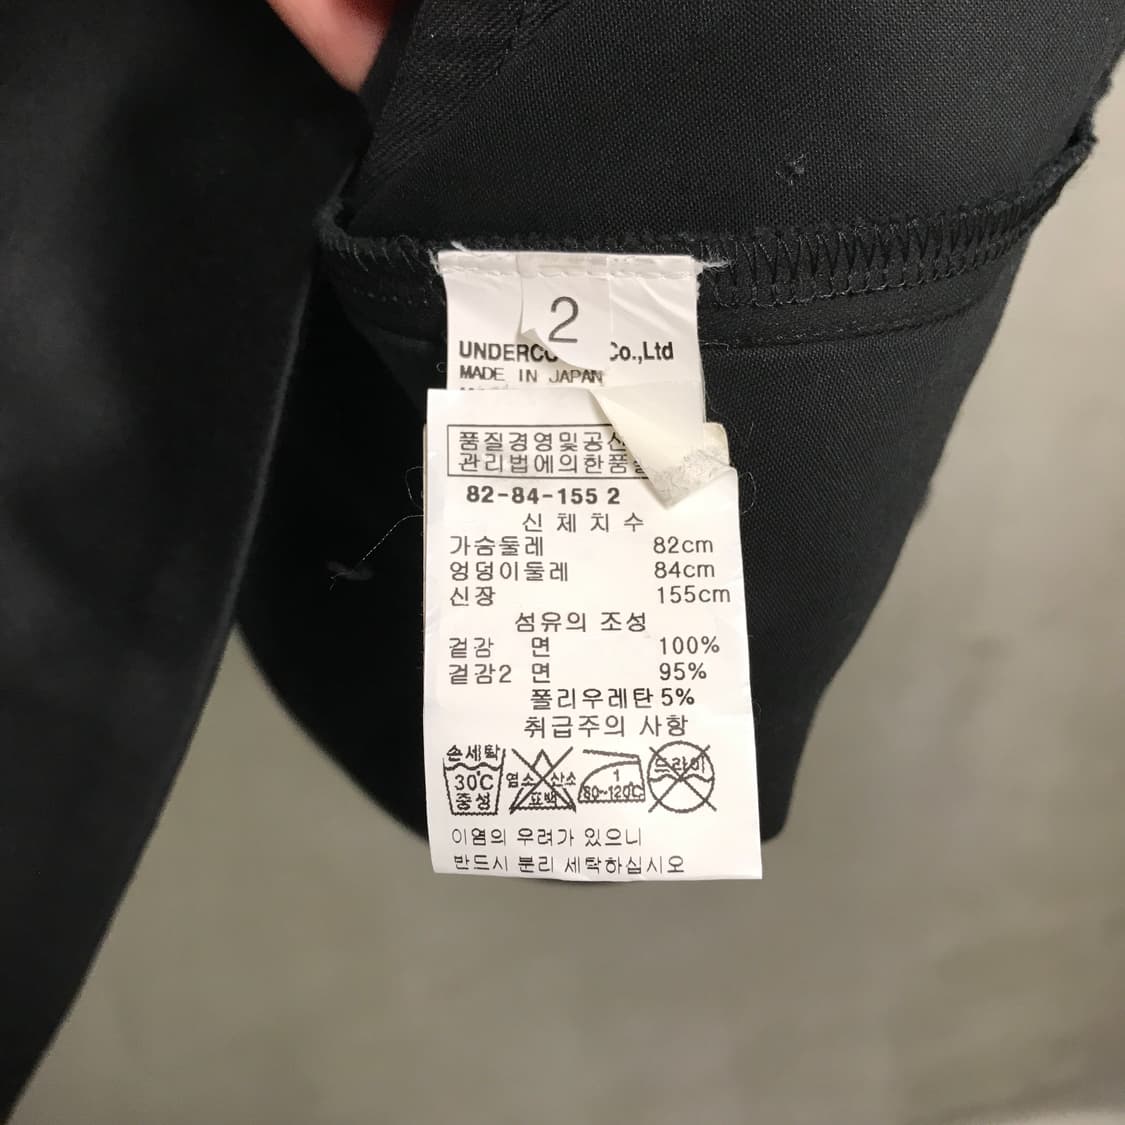 2
Co.,Ltd
MADE IN JAPAN
품질경영및공산
관리법에의한품
82-84-155 2
신 체 치 수
가슴둘레 82cm
엉덩이둘레 84cm
신장 155cm
섬유의 조성
겉감 면 100%
겉감2 면 95%
폴리우레탄 5%
취급주의 사항
손세탁
30℃
중성
염소 산소
표백
1
80~120℃
드라이
이염의 우려가 있으니
반드시 분리 세탁하십시오